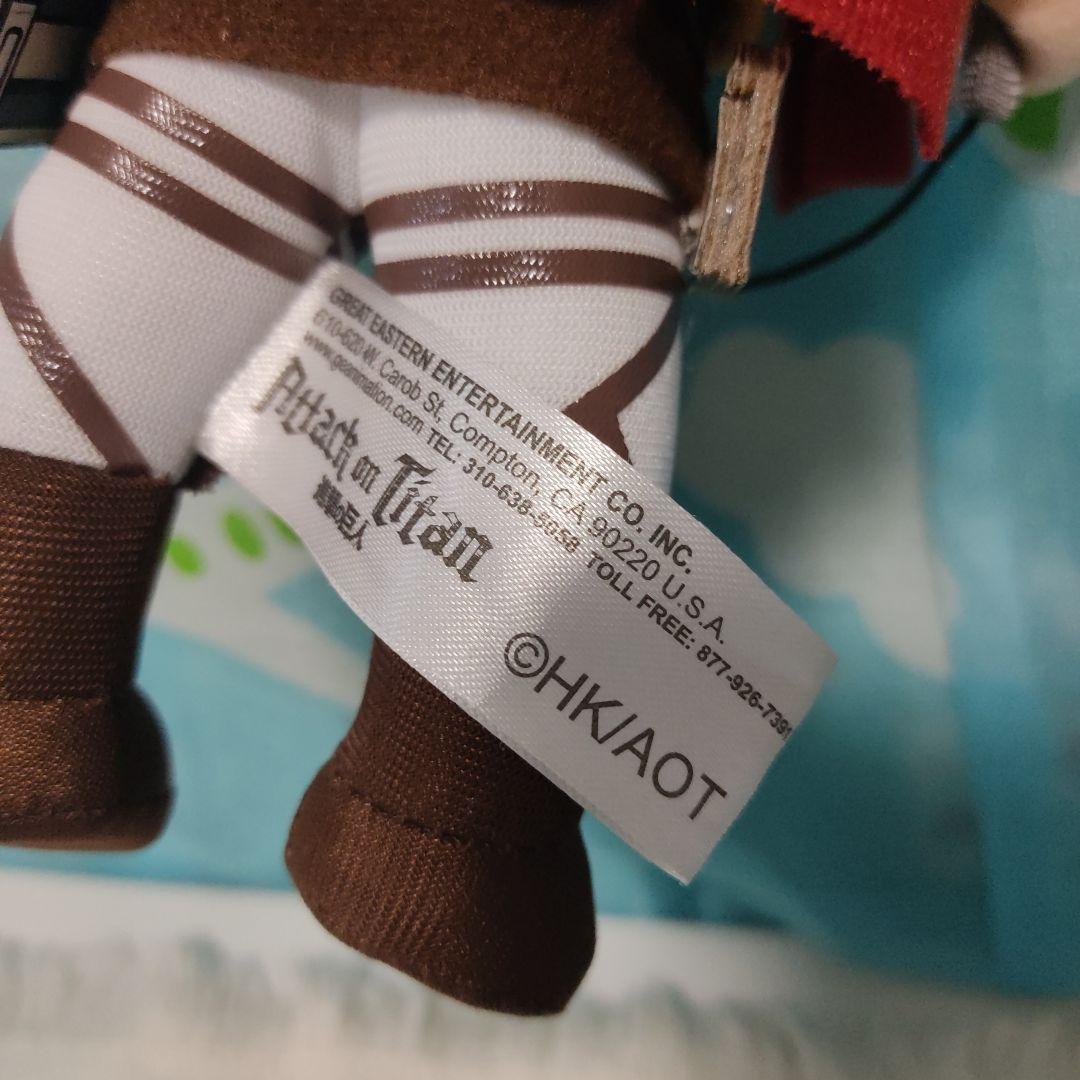 GREAT EASTERN ENTERTAINMENT CO. INC.
610-620 W. Carob St. Compton, CA 90220 U.S.A.
www.geanimation.com TEL: 310-638-5058 TOLL FREE: 877-926-7391
Attack on Titan
進撃の巨人
©HK/AOT